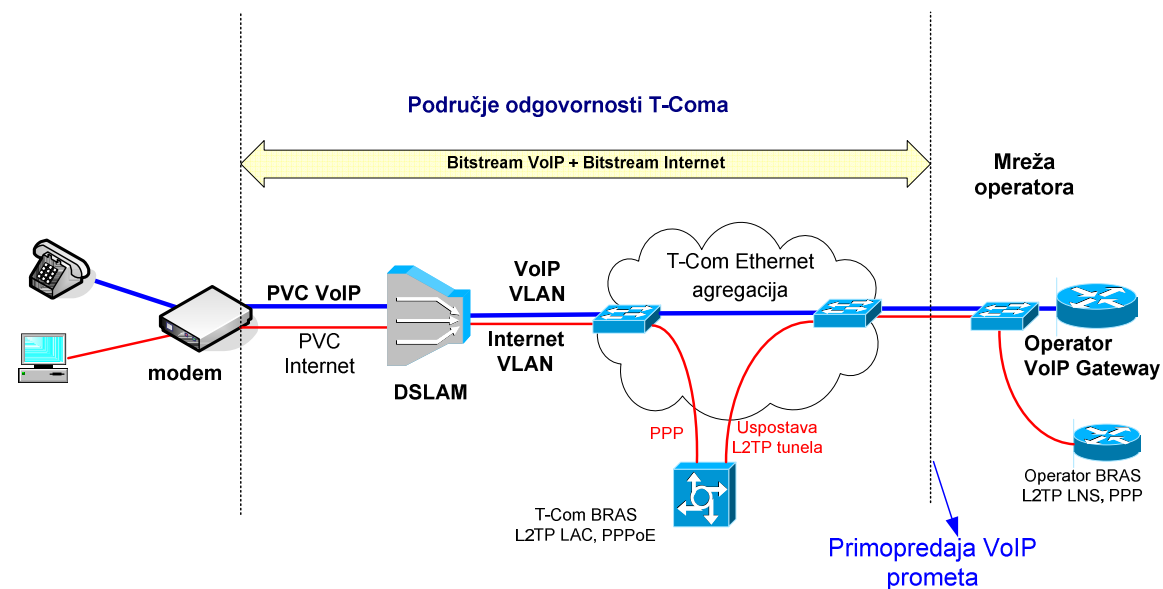 Područje odgovornosti T-Coma
Bitstream VoIP + Bitstream Internet
Mreža
operatora
PVC VoIP
PVC
Internet
modem
DSLAM
VoIP
VLAN
Internet
VLAN
T-Com Ethernet
agregacija
PPP
Uspostava
L2TP tunela
T-Com BRAS
L2TP LAC, PPPoE
Operator
VoIP Gateway
Operator BRAS
L2TP LNS, PPP
Primopredaja VoIP
prometa